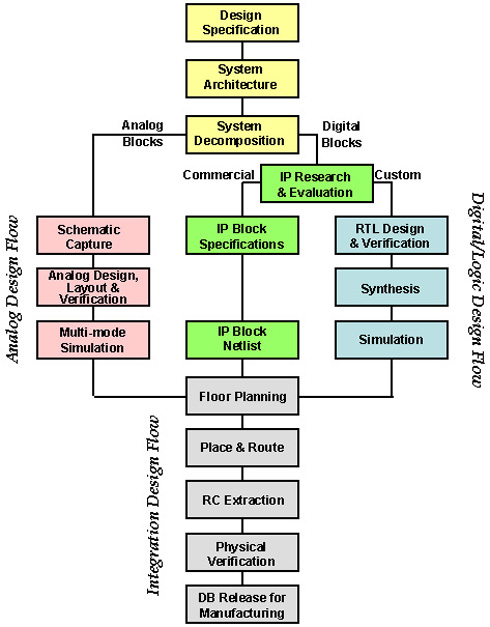 Design
Specification
System
Architecture
Analog
Blocks
System
Decomposition
Digital
Blocks
Commercial
IP Research
& Evaluation
Custom
Analog Design Flow
Schematic
Capture
Analog Design,
Layout &
Verification
Multi-mode
Simulation
IP Block
Specifications
IP Block
Netlist
RTL Design
& Verification
Synthesis
Simulation
Digital/Logic Design Flow
Integration Design Flow
Floor Planning
Place & Route
RC Extraction
Physical
Verification
DB Release for
Manufacturing